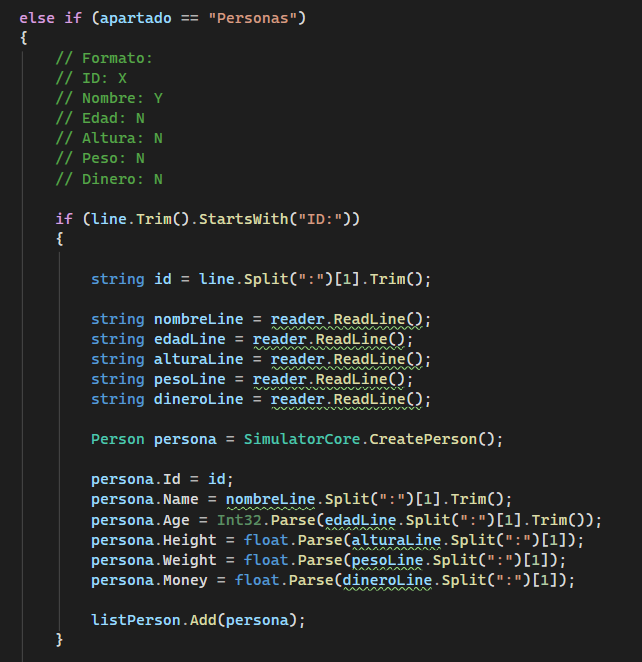 else if (apartado == "Personas")
{
// Formato:
// ID: X
// Nombre: Y
// Edad: N
// Altura: N
// Peso: N
// Dinero: N
if (line.Trim().StartsWith("ID:"))
{
string id = line.Split(":")[1].Trim();
string nombreLine = reader.ReadLine();
string edadLine = reader.ReadLine();
string alturaLine = reader.ReadLine();
string pesoLine = reader.ReadLine();
string dineroLine = reader.ReadLine();
Person persona = SimulatorCore.CreatePerson();
persona.Id = id;
persona.Name = nombreLine.Split(":")[1].Trim();
persona.Age = Int32.Parse(edadLine.Split(":")[1].Trim());
persona.Height = float.Parse(alturaLine.Split(":")[1]);
persona.Weight = float.Parse(pesoLine.Split(":")[1]);
persona.Money = float.Parse(dineroLine.Split(":")[1]);
listPerson.Add(persona);
}